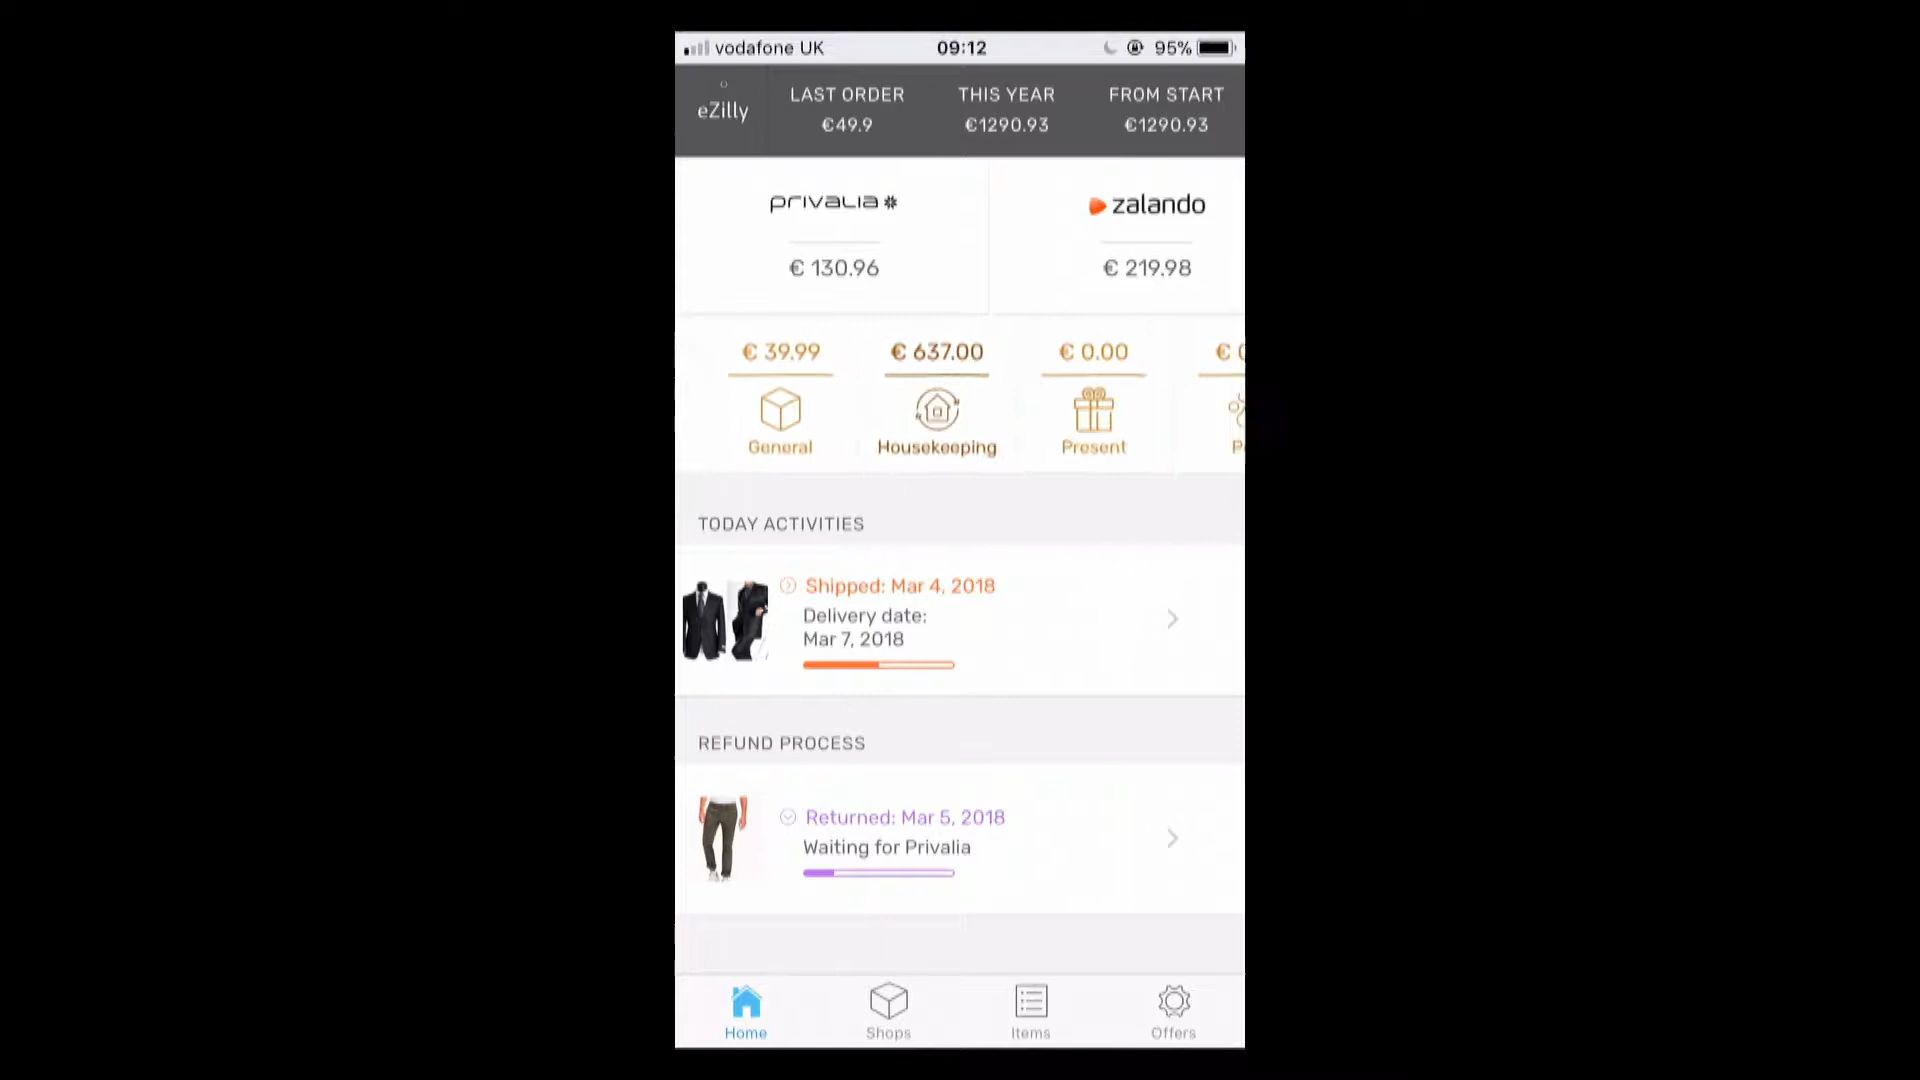 vodafone UK 09:12 95%
eZilly
LAST ORDER THIS YEAR FROM START
€49.9 €1290.93 €1290.93
privalia zalando
€ 130.96 € 219.98
€ 39.99 € 637.00 € 0.00 €
General Housekeeping Present
TODAY ACTIVITIES
Shipped: Mar 4, 2018
Delivery date:
Mar 7, 2018
REFUND PROCESS
Returned: Mar 5, 2018
Waiting for Privalia
Home Shops Items Offers